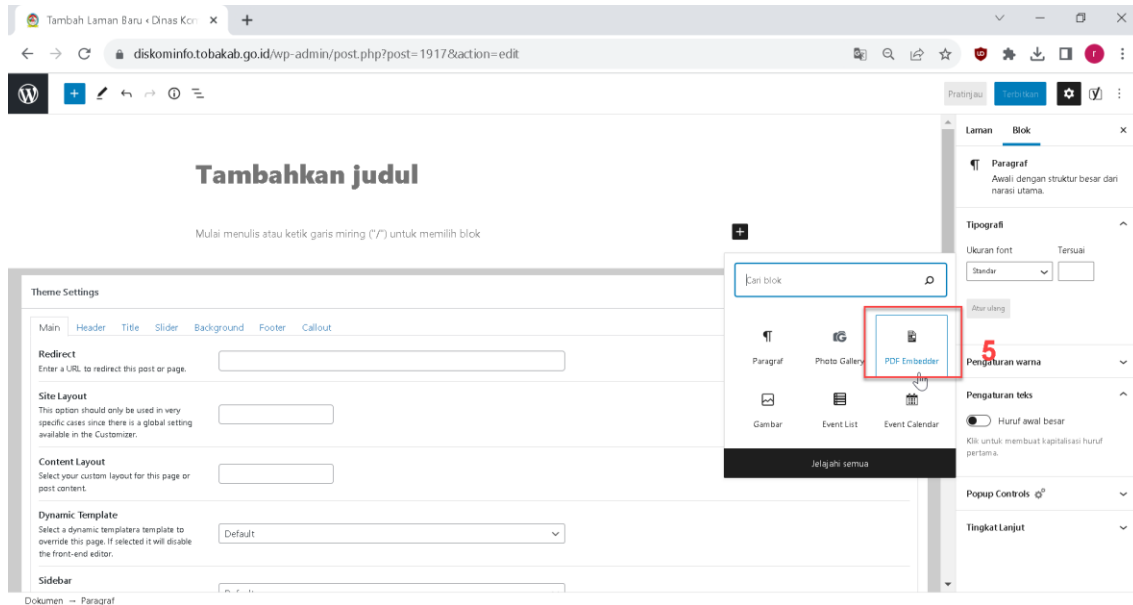 Tambah Laman Baru ‹ Dinas Kom
diskominfo.tobakab.go.id/wp-admin/post.php?post=1917&action=edit
r
Pratinjau
Terbitkan
Laman
Blok
Paragraf
Awali dengan struktur besar dari
narasi utama.
Tambahkan judul
Mulai menulis atau ketik garis miring ("/") untuk memilih blok
Tipografi
Ukuran font
Tersuai
Standar
Atur ulang
Cari blok
Paragraf
Photo Gallery
PDF Embedder
5
Gambar
Event List
Event Calendar
Jelajahi semua
Pengaturan warna
Pengaturan teks
Huruf awal besar
Klik untuk membuat kapitalisasi huruf
pertama.
Popup Controls
Tingkat Lanjut
Theme Settings
Main Header Title Slider Background Footer Callout
Redirect
Enter a URL to redirect this post or page.
Site Layout
This option should only be used in very
specific cases since there is a global setting
available in the Customizer.
Content Layout
Select your custom layout for this page or
post content.
Dynamic Template
Select a dynamic templatera template to
override this page. If selected it will disable
the front-end editor.
Default
Sidebar
Dokumen → Paragraf